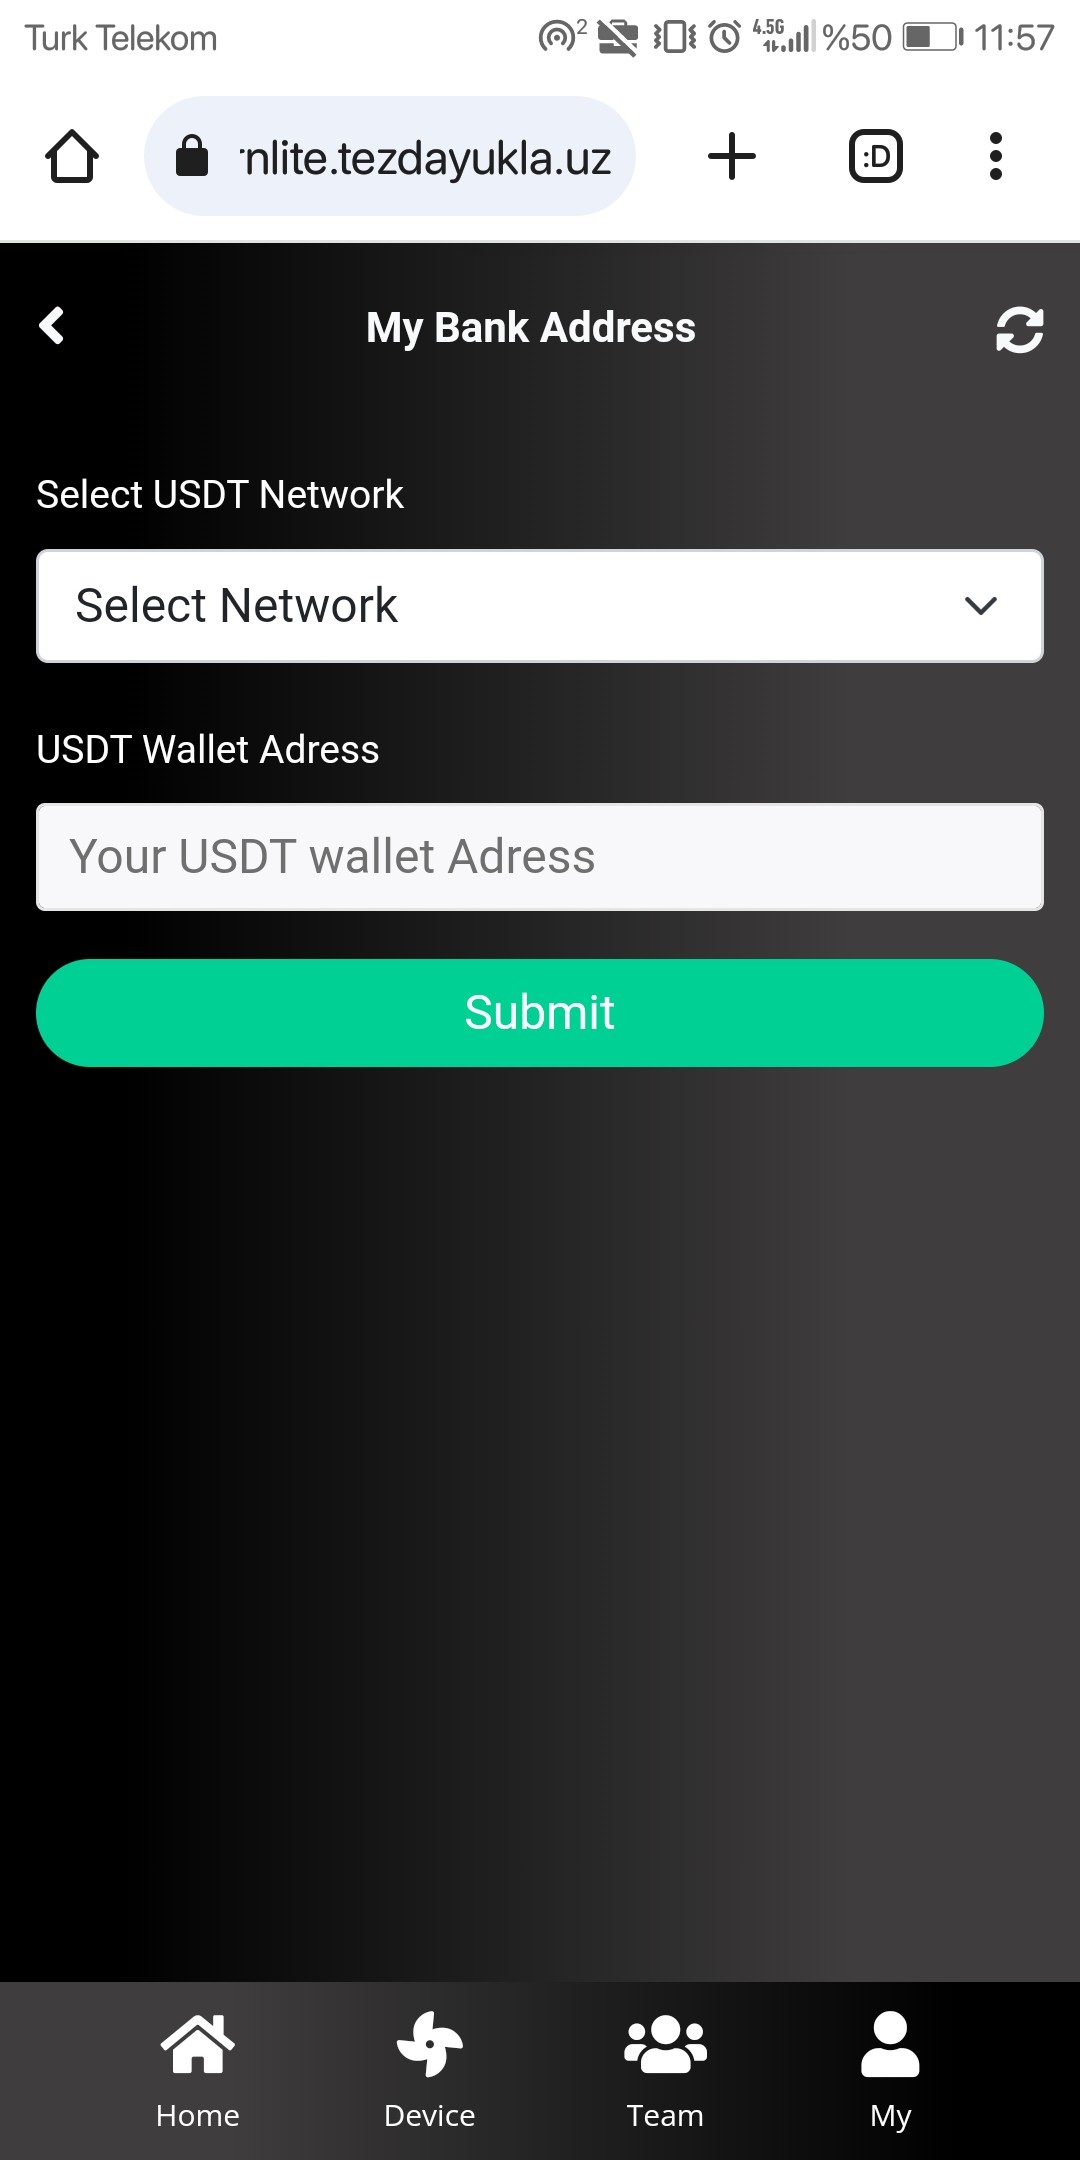 Turk Telekom 2 4.5G %50 11:57
nlite.tezdayukla.uz :D
My Bank Address
Select USDT Network
Select Network
USDT Wallet Adress
Your USDT wallet Adress
Submit
Home Device Team My